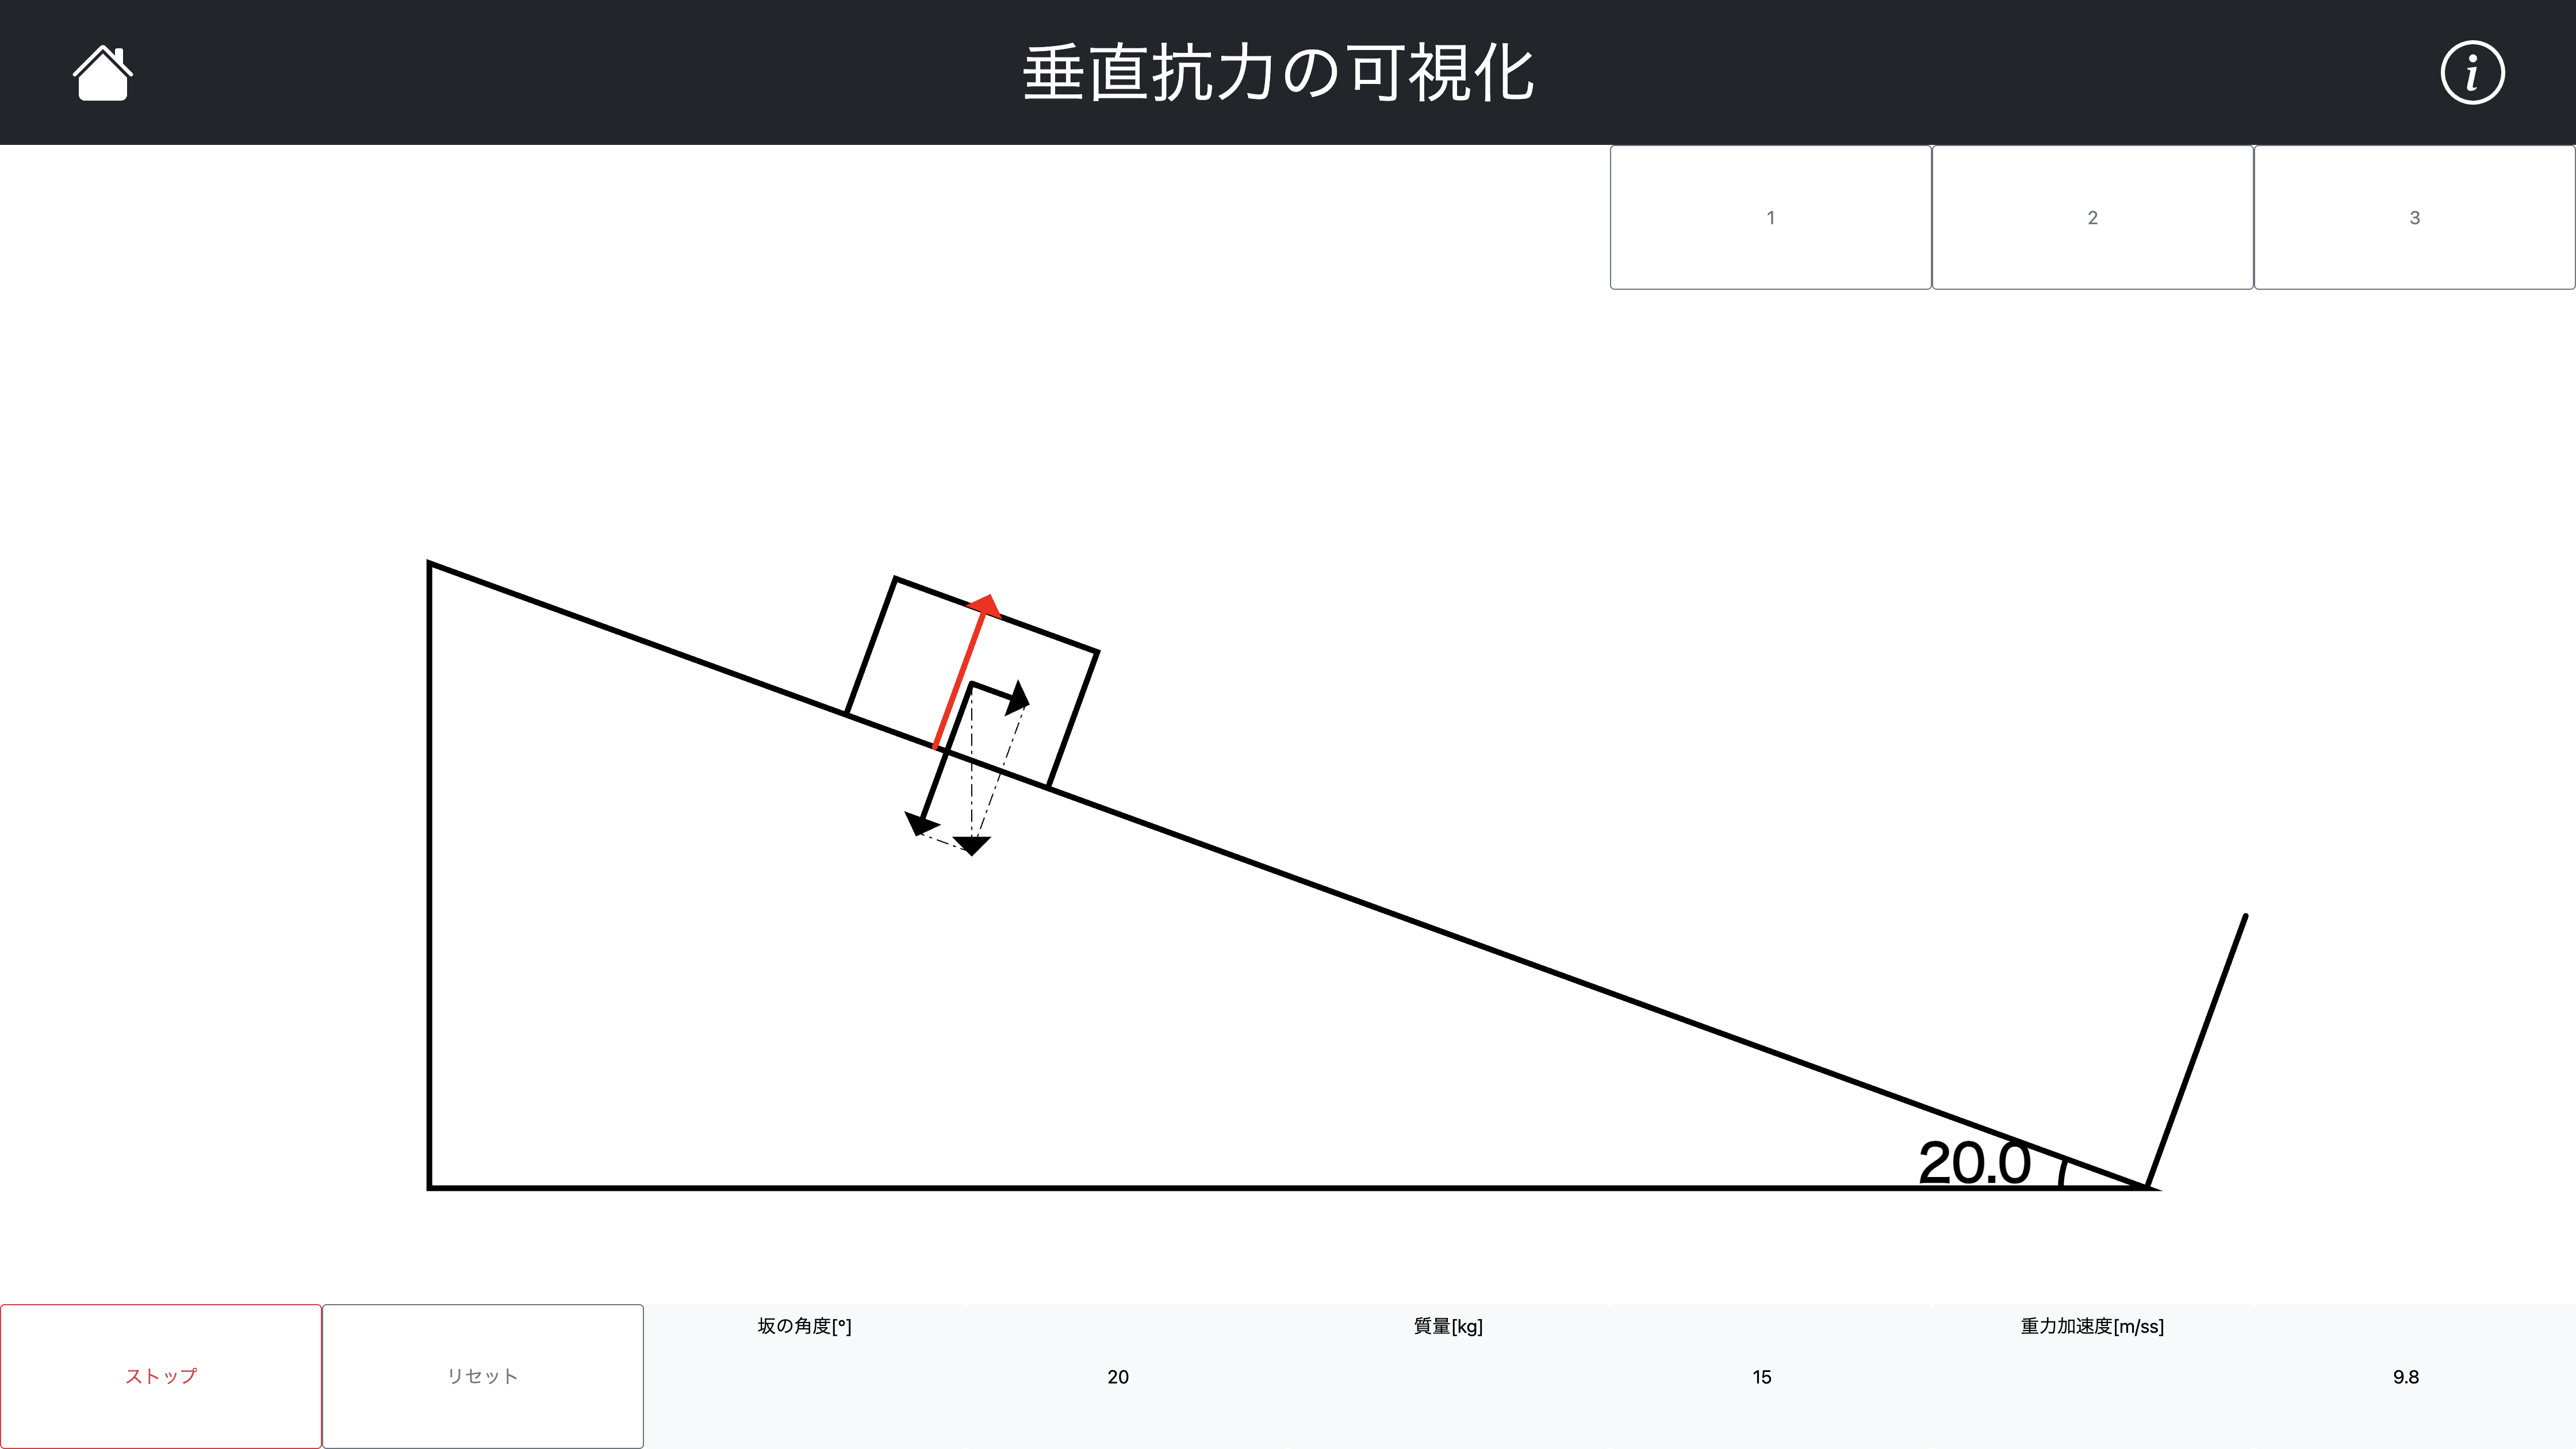 垂直抗力の可視化
1
2
3
20.0
ストップ
リセット
坂の角度[°]
20
質量[kg]
15
重力加速度[m/ss]
9.8